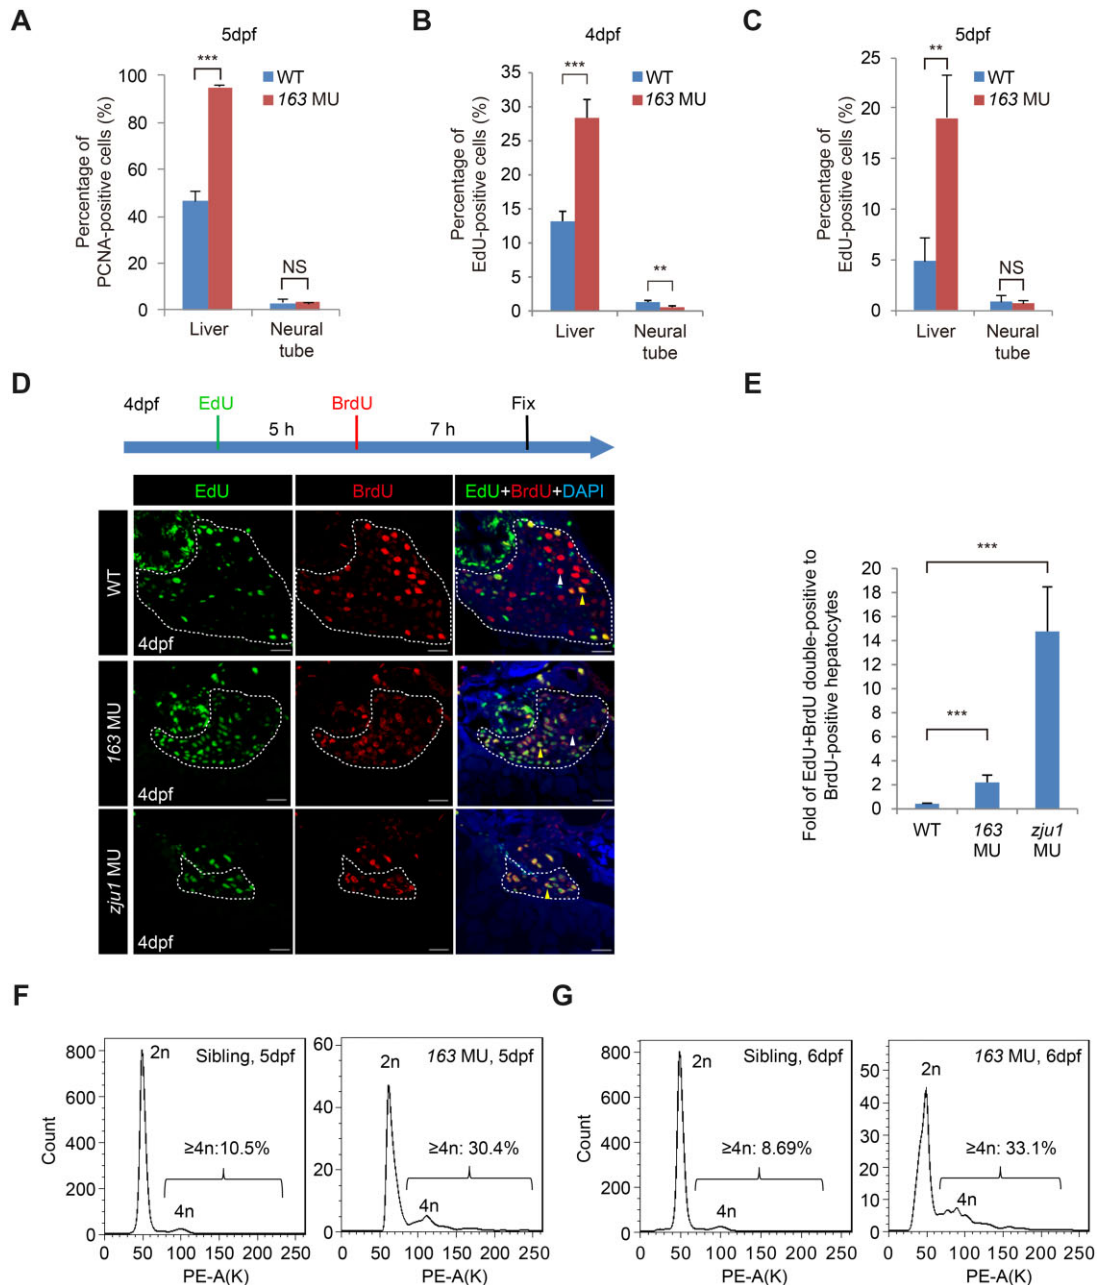 A
5dpf
***
WT
163 MU
Percentage of
PCNA-positive cells (%)
100
80
60
40
20
0
NS
Liver
Neural
tube
B
4dpf
***
WT
163 MU
Percentage of
EdU-positive cells (%)
35
30
25
20
15
10
5
0
**
Liver
Neural
tube
C
5dpf
**
WT
163 MU
Percentage of
EdU-positive cells (%)
25
20
15
10
5
0
NS
Liver
Neural
tube
D
4dpf
EdU
BrdU
Fix
5 h
7 h
EdU
BrdU
EdU+BrdU+DAPI
WT
4dpf
163 MU
4dpf
zju1 MU
4dpf
E
Fold of EdU+BrdU double-positive to
BrdU-positive hepatocytes
20
18
16
14
12
10
8
6
4
2
0
***
***
WT
163
MU
zju1
MU
F
Count
800
600
400
200
0
2n
Sibling, 5dpf
≥4n:10.5%
4n
0 50 100 150 200 250
PE-A(K)
60
40
20
0
2n
163 MU, 5dpf
≥4n: 30.4%
4n
0 50 100 150 200 250
PE-A(K)
G
Count
800
600
400
200
0
2n
Sibling, 6dpf
≥4n: 8.69%
4n
0 50 100 150 200 250
PE-A(K)
50
40
30
20
10
0
2n
163 MU, 6dpf
≥4n: 33.1%
4n
0 50 100 150 200 250
PE-A(K)